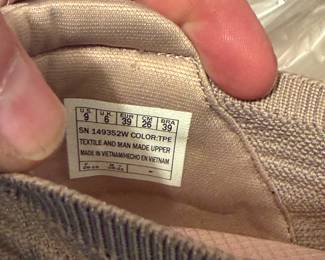 U.S. U.K. EUR CM BRA
9 6 39 26 39
SN 149352W COLOR:TPE
TEXTILE AND MAN MADE UPPER
MADE IN VIETNAM/HECHO EN VIETNAM